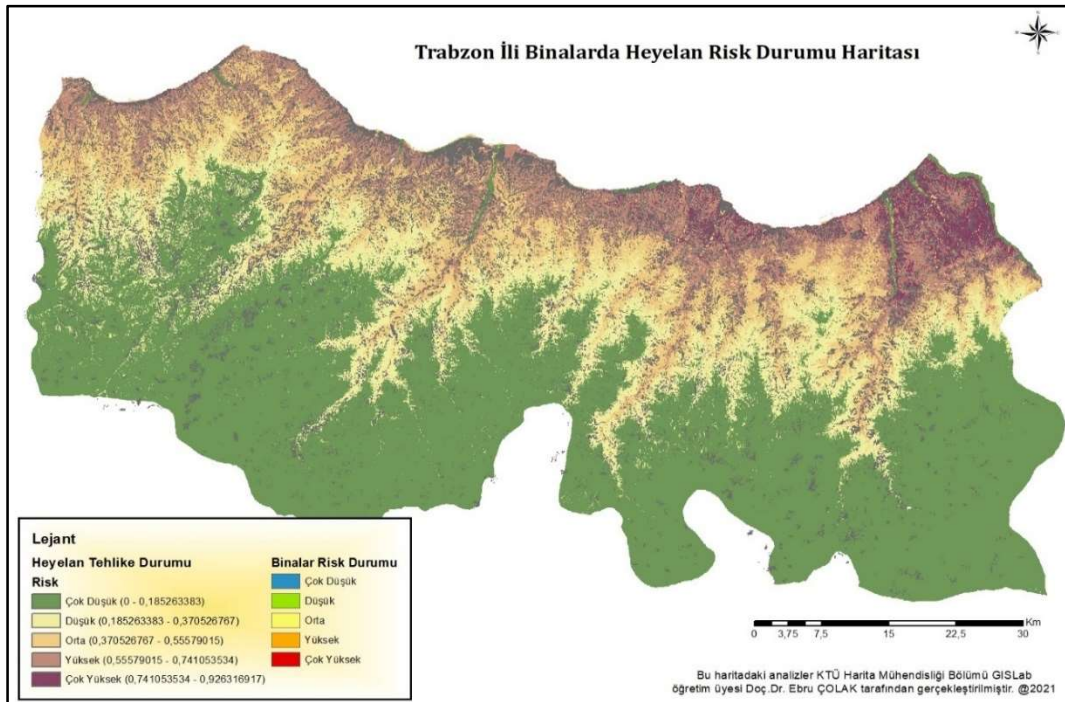 Trabzon İli Binalarda Heyelan Risk Durumu Haritası
Lejant
Heyelan Tehlike Durumu
Risk
Çok Düşük (0 - 0,185263383)
Düşük (0,185263383 - 0,370526767)
Orta (0,370526767 - 0,55579015)
Yüksek (0,55579015 - 0,741053534)
Çok Yüksek (0,741053534 - 0,926316917)
Binalar Risk Durumu
Çok Düşük
Düşük
Orta
Yüksek
Çok Yüksek
Km
0 3,75 7,5 15 22,5 30
Bu haritadaki analizler KTÜ Harita Mühendisliği Bölümü GISLab
öğretim üyesi Doç.Dr. Ebru ÇOLAK tarafından gerçekleştirilmiştir. @2021